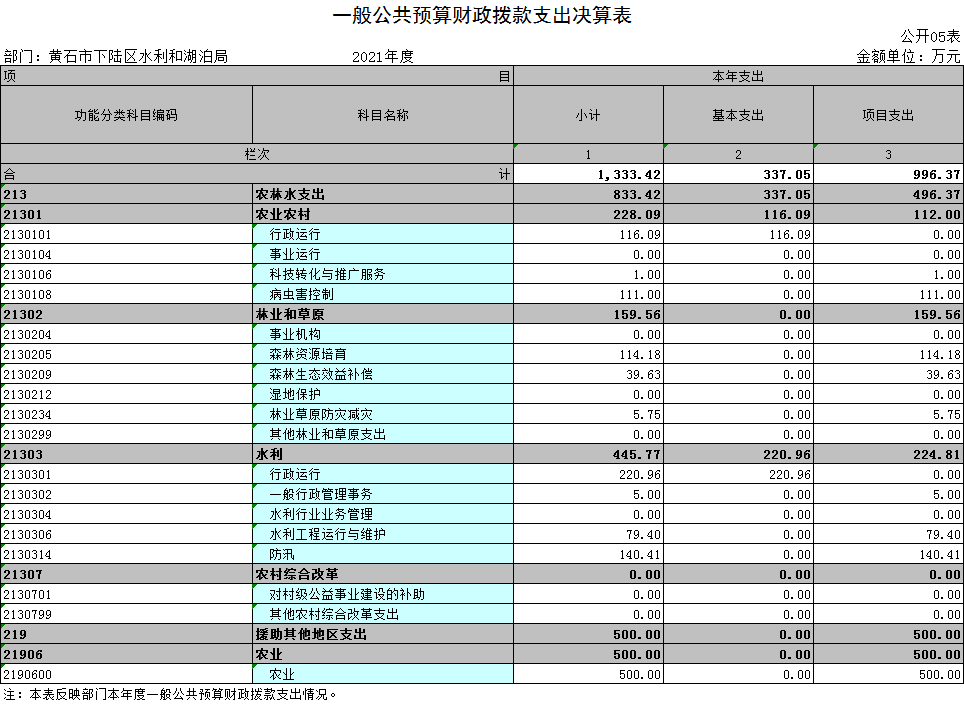 一般公共预算财政拨款支出决算表
公开05表
部门：黄石市下陆区水利和湖泊局 2021年度 金额单位：万元
项 目 本年支出
功能分类科目编码 科目名称 小计 基本支出 项目支出
栏次 1 2 3
合 计 1,333.42 337.05 996.37
213 农林水支出 833.42 337.05 496.37
21301 农业农村 228.09 116.09 112.00
2130101 行政运行 116.09 116.09 0.00
2130104 事业运行 0.00 0.00 0.00
2130106 科技转化与推广服务 1.00 0.00 1.00
2130108 病虫害控制 111.00 0.00 111.00
21302 林业和草原 159.56 0.00 159.56
2130204 事业机构 0.00 0.00 0.00
2130205 森林资源培育 114.18 0.00 114.18
2130209 森林生态效益补偿 39.63 0.00 39.63
2130212 湿地保护 0.00 0.00 0.00
2130234 林业草原防灾减灾 5.75 0.00 5.75
2130299 其他林业和草原支出 0.00 0.00 0.00
21303 水利 445.77 220.96 224.81
2130301 行政运行 220.96 220.96 0.00
2130302 一般行政管理事务 5.00 0.00 5.00
2130304 水利行业业务管理 0.00 0.00 0.00
2130306 水利工程运行与维护 79.40 0.00 79.40
2130314 防汛 140.41 0.00 140.41
21307 农村综合改革 0.00 0.00 0.00
2130701 对村级公益事业建设的补助 0.00 0.00 0.00
2130799 其他农村综合改革支出 0.00 0.00 0.00
219 援助其他地区支出 500.00 0.00 500.00
21906 农业 500.00 0.00 500.00
2190600 农业 500.00 0.00 500.00
注：本表反映部门本年度一般公共预算财政拨款支出情况。